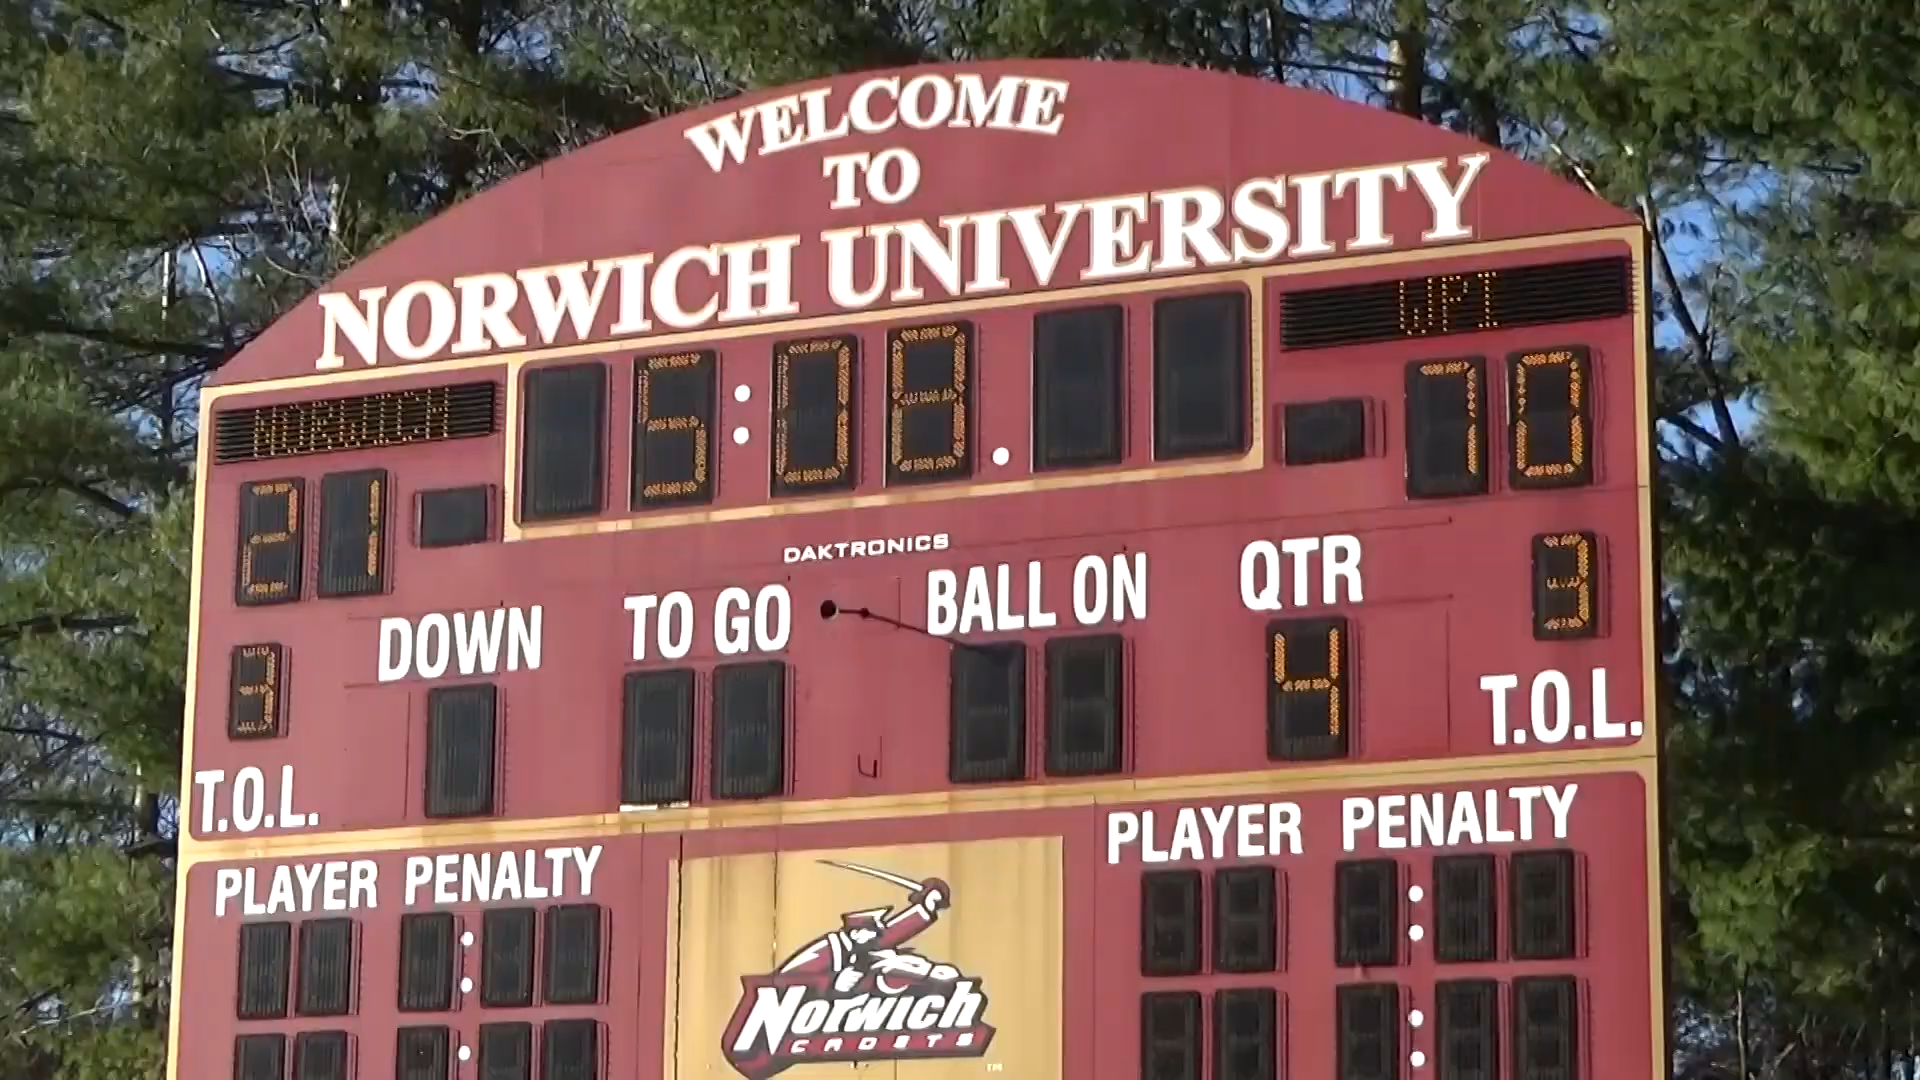 WELCOME
TO
NORWICH UNIVERSITY
NORWICH 5:08. WPI
21 70
DAKTRONICS
DOWN TO GO BALL ON QTR
3 4 3
T.O.L. T.O.L.
PLAYER PENALTY PLAYER PENALTY
Norwich
CADETS
TM